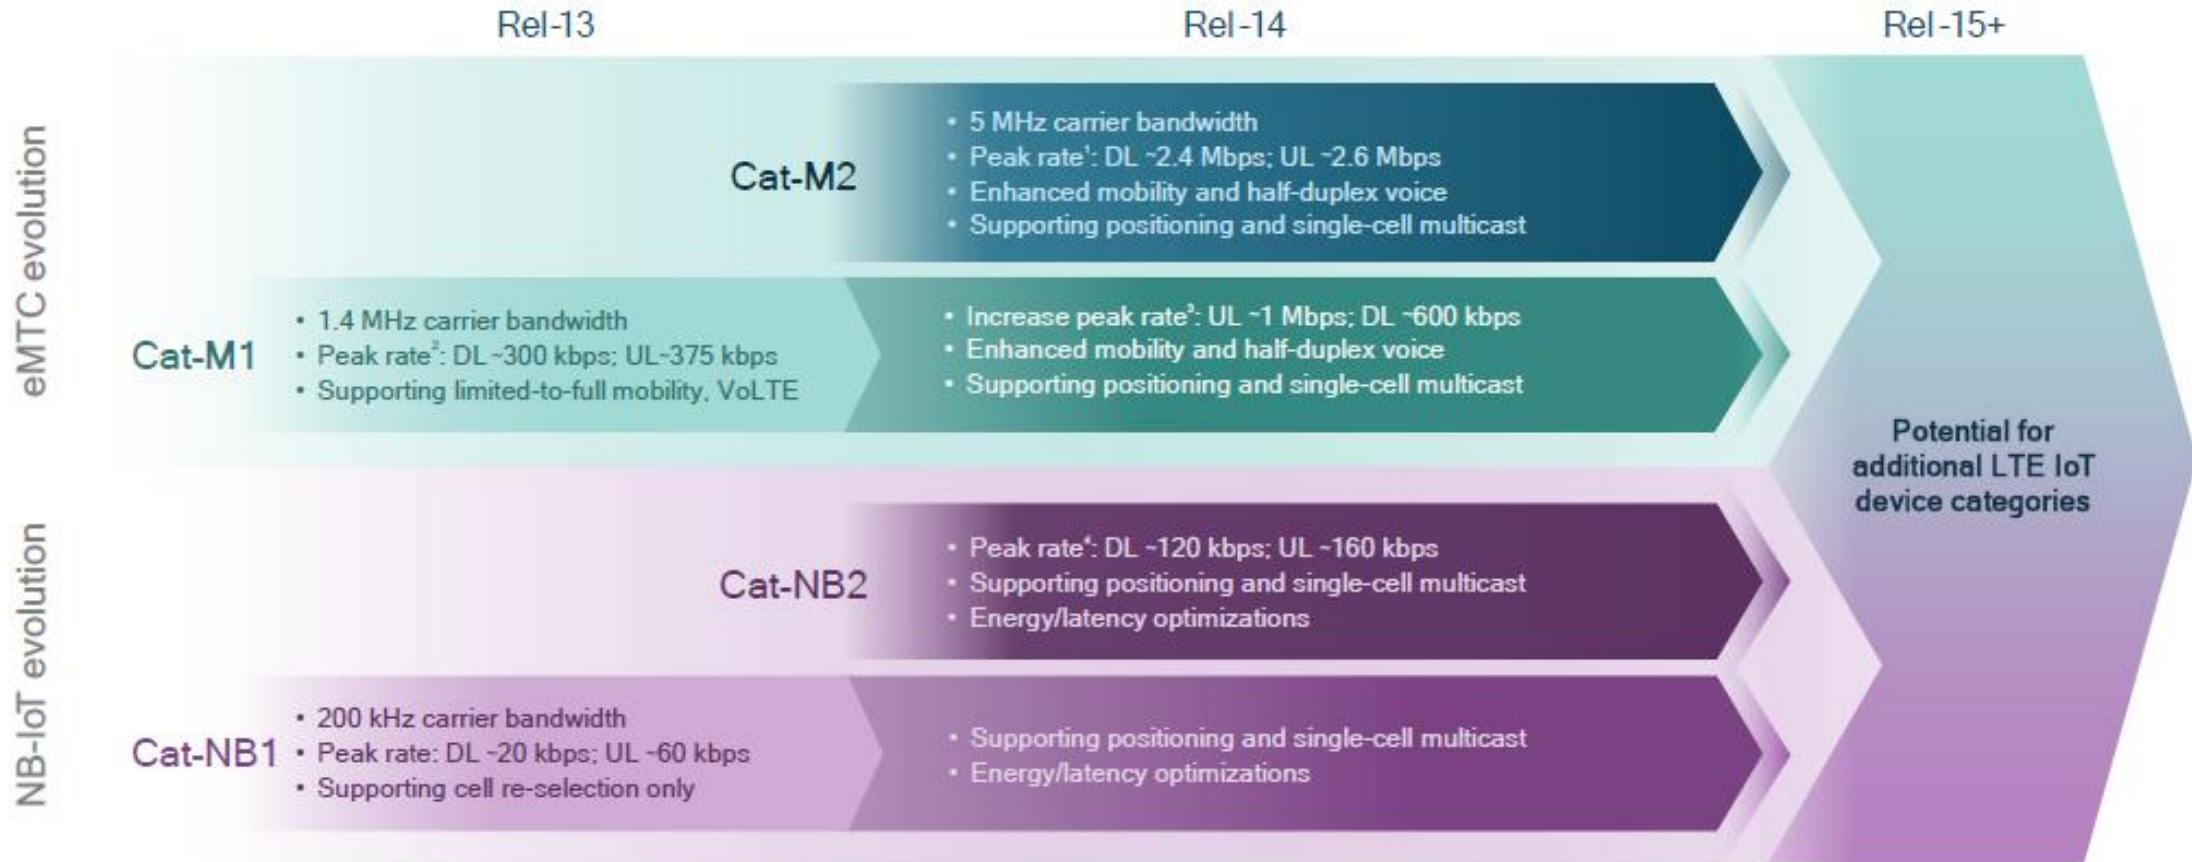 Rel-13
Rel-14
Rel-15+
eMTC evolution
Cat-M2
• 5 MHz carrier bandwidth
• Peak rate¹: DL ~2.4 Mbps; UL ~2.6 Mbps
• Enhanced mobility and half-duplex voice
• Supporting positioning and single-cell multicast
Cat-M1
• 1.4 MHz carrier bandwidth
• Peak rate²: DL ~300 kbps; UL~375 kbps
• Supporting limited-to-full mobility, VoLTE
• Increase peak rate³: UL ~1 Mbps; DL ~600 kbps
• Enhanced mobility and half-duplex voice
• Supporting positioning and single-cell multicast
NB-IoT evolution
Cat-NB2
• Peak rate⁴: DL ~120 kbps; UL ~160 kbps
• Supporting positioning and single-cell multicast
• Energy/latency optimizations
Cat-NB1
• 200 kHz carrier bandwidth
• Peak rate: DL ~20 kbps; UL ~60 kbps
• Supporting cell re-selection only
• Supporting positioning and single-cell multicast
• Energy/latency optimizations
Potential for
additional LTE IoT
device categories